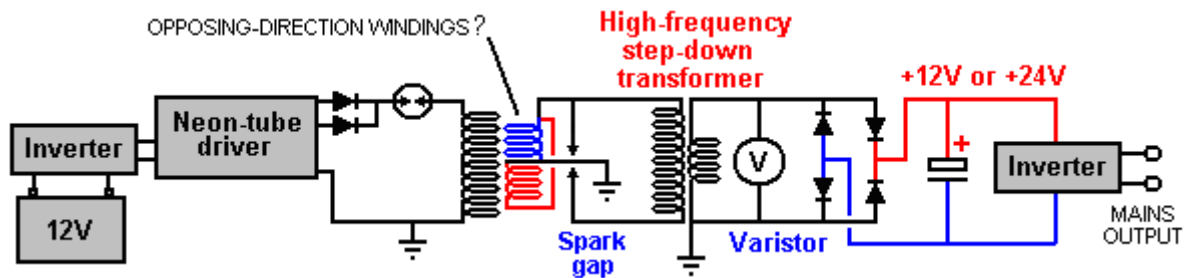 OPPOSING-DIRECTION WINDINGS ?
High-frequency
step-down
transformer
+12V or +24V
Neon-tube
driver
Inverter
12V
V
+
Inverter
MAINS
OUTPUT
Spark
gap
Varistor